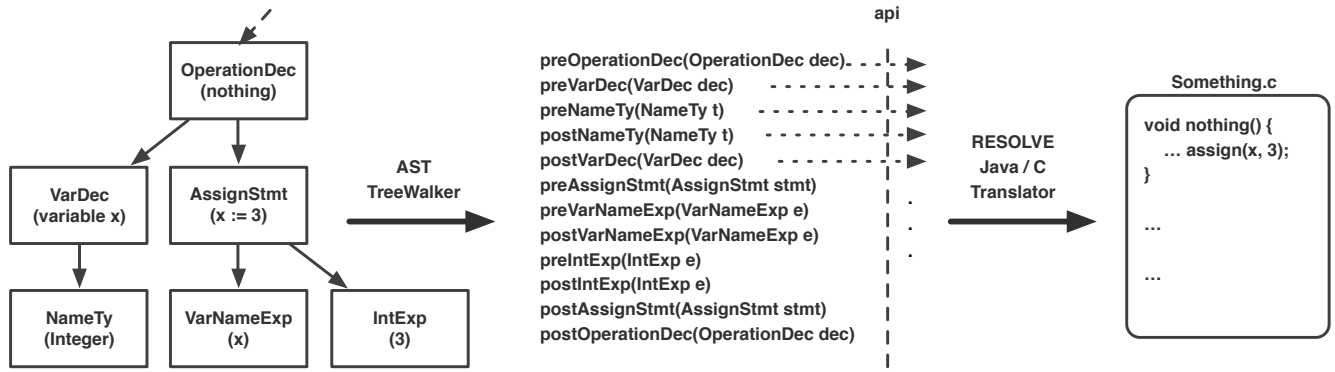 api
OperationDec
(nothing)
VarDec
(variable x)
AssignStmt
(x := 3)
NameTy
(Integer)
VarNameExp
(x)
IntExp
(3)
AST
TreeWalker
preOperationDec(OperationDec dec)
preVarDec(VarDec dec)
preNameTy(NameTy t)
postNameTy(NameTy t)
postVarDec(VarDec dec)
preAssignStmt(AssignStmt stmt)
preVarNameExp(VarNameExp e)
postVarNameExp(VarNameExp e)
preIntExp(IntExp e)
postIntExp(IntExp e)
postAssignStmt(AssignStmt stmt)
postOperationDec(OperationDec dec)
.
.
.
RESOLVE
Java / C
Translator
Something.c
void nothing() {
… assign(x, 3);
}
…
…